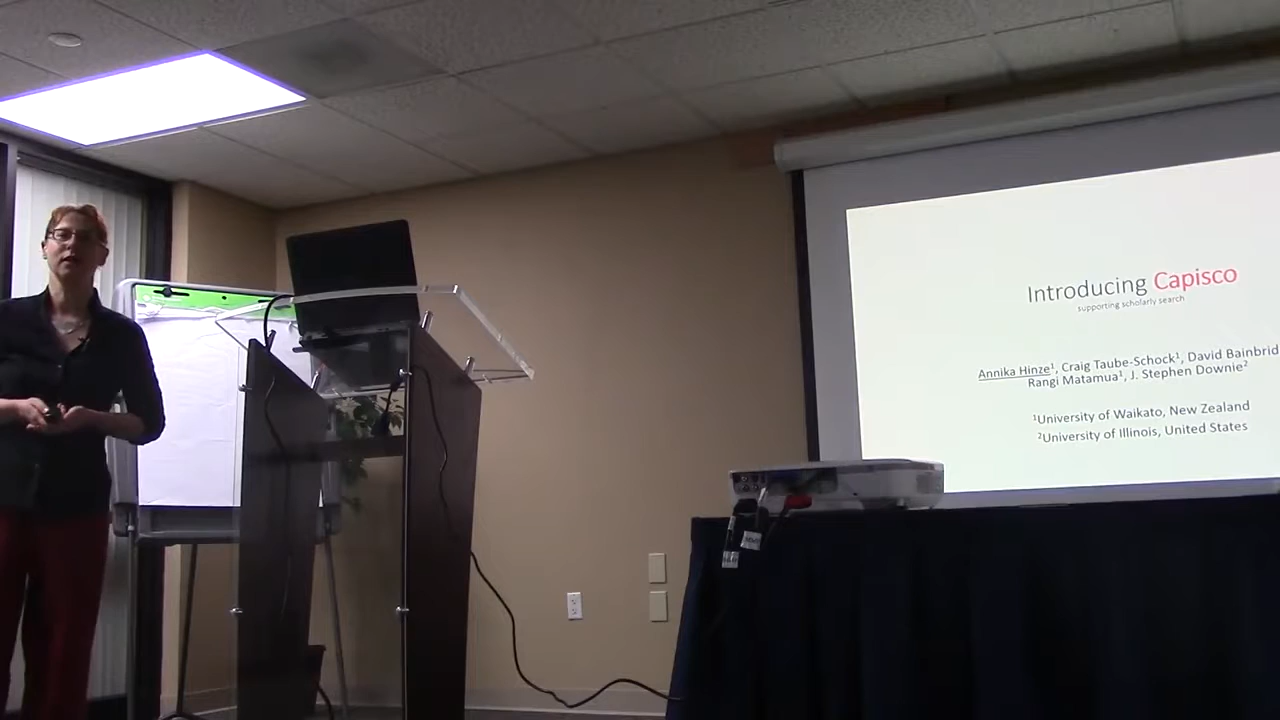 Introducing Capisco
supporting scholarly search
Annika Hinze¹, Craig Taube-Schock¹, David Bainbrid
Rangi Matamua¹, J. Stephen Downie²
¹University of Waikato, New Zealand
²University of Illinois, United States